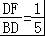 DF/BD = 1/5